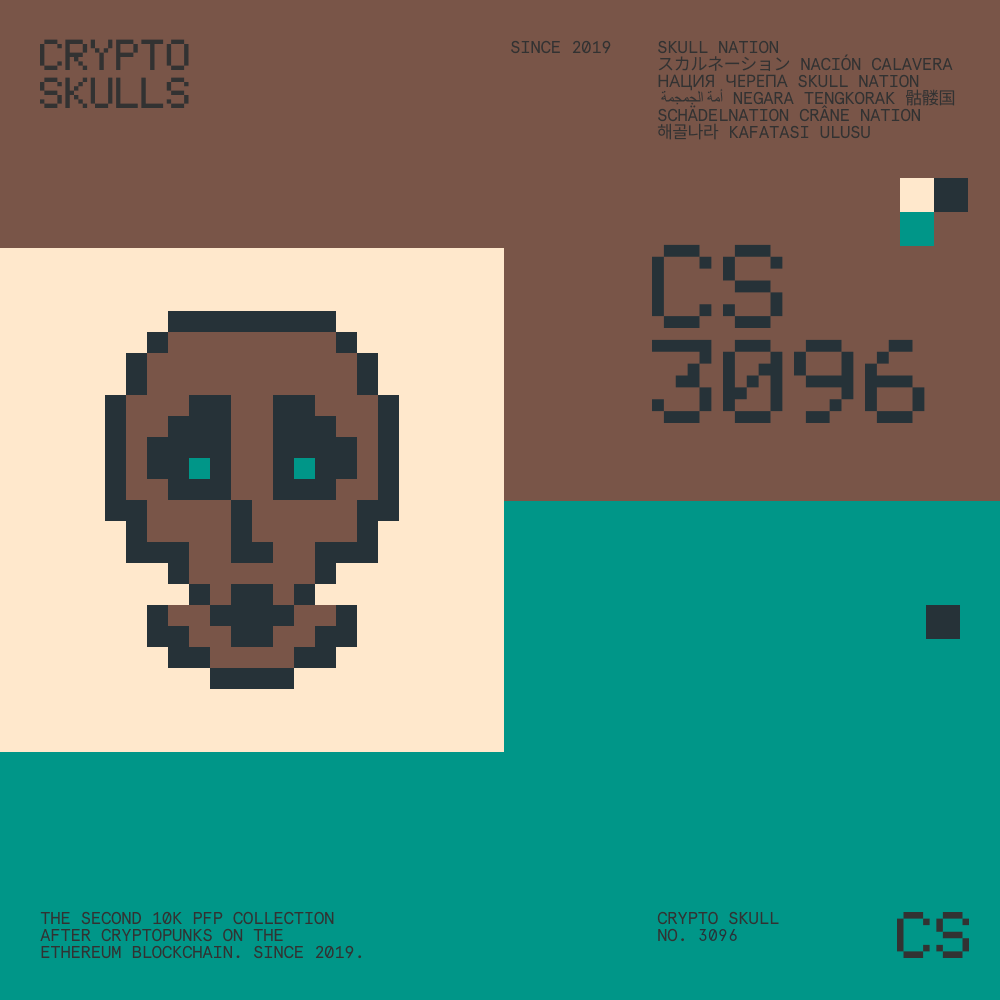 CRYPTO
SKULLS
SINCE 2019
SKULL NATION
スカルネーション NACIÓN CALAVERA
НАЦИЯ ЧЕРЕПА SKULL NATION
أمة الجمجمة NEGARA TENGKORAK 骷髅国
SCHÄDELNATION CRÂNE NATION
해골나라 KAFATASI ULUSU
CS
3096
THE SECOND 10K PFP COLLECTION
AFTER CRYPTOPUNKS ON THE
ETHEREUM BLOCKCHAIN. SINCE 2019.
CRYPTO SKULL
NO. 3096
CS